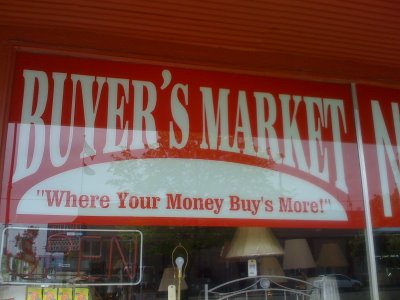 BUYER'S MARKET
"Where Your Money Buy's More!"
N